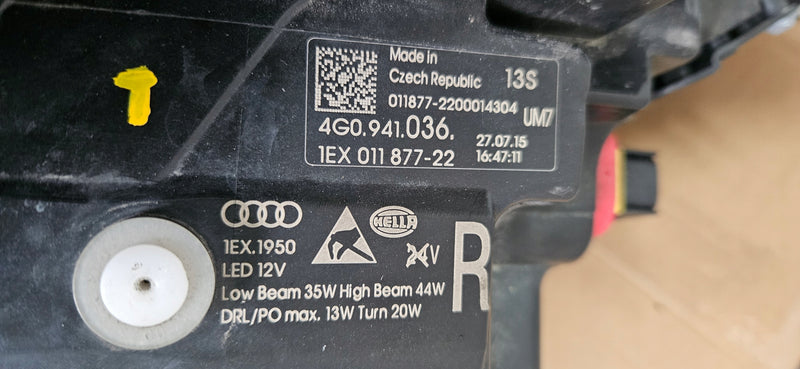 Made in
Czech Republic 13S
011877-2200014304
UM7
4G0.941.036.
27.07.15
1EX 011 877-22
16:47:11
HELLA
1EX.1950
24V
LED 12V
R
Low Beam 35W High Beam 44W
DRL/PO max. 13W Turn 20W